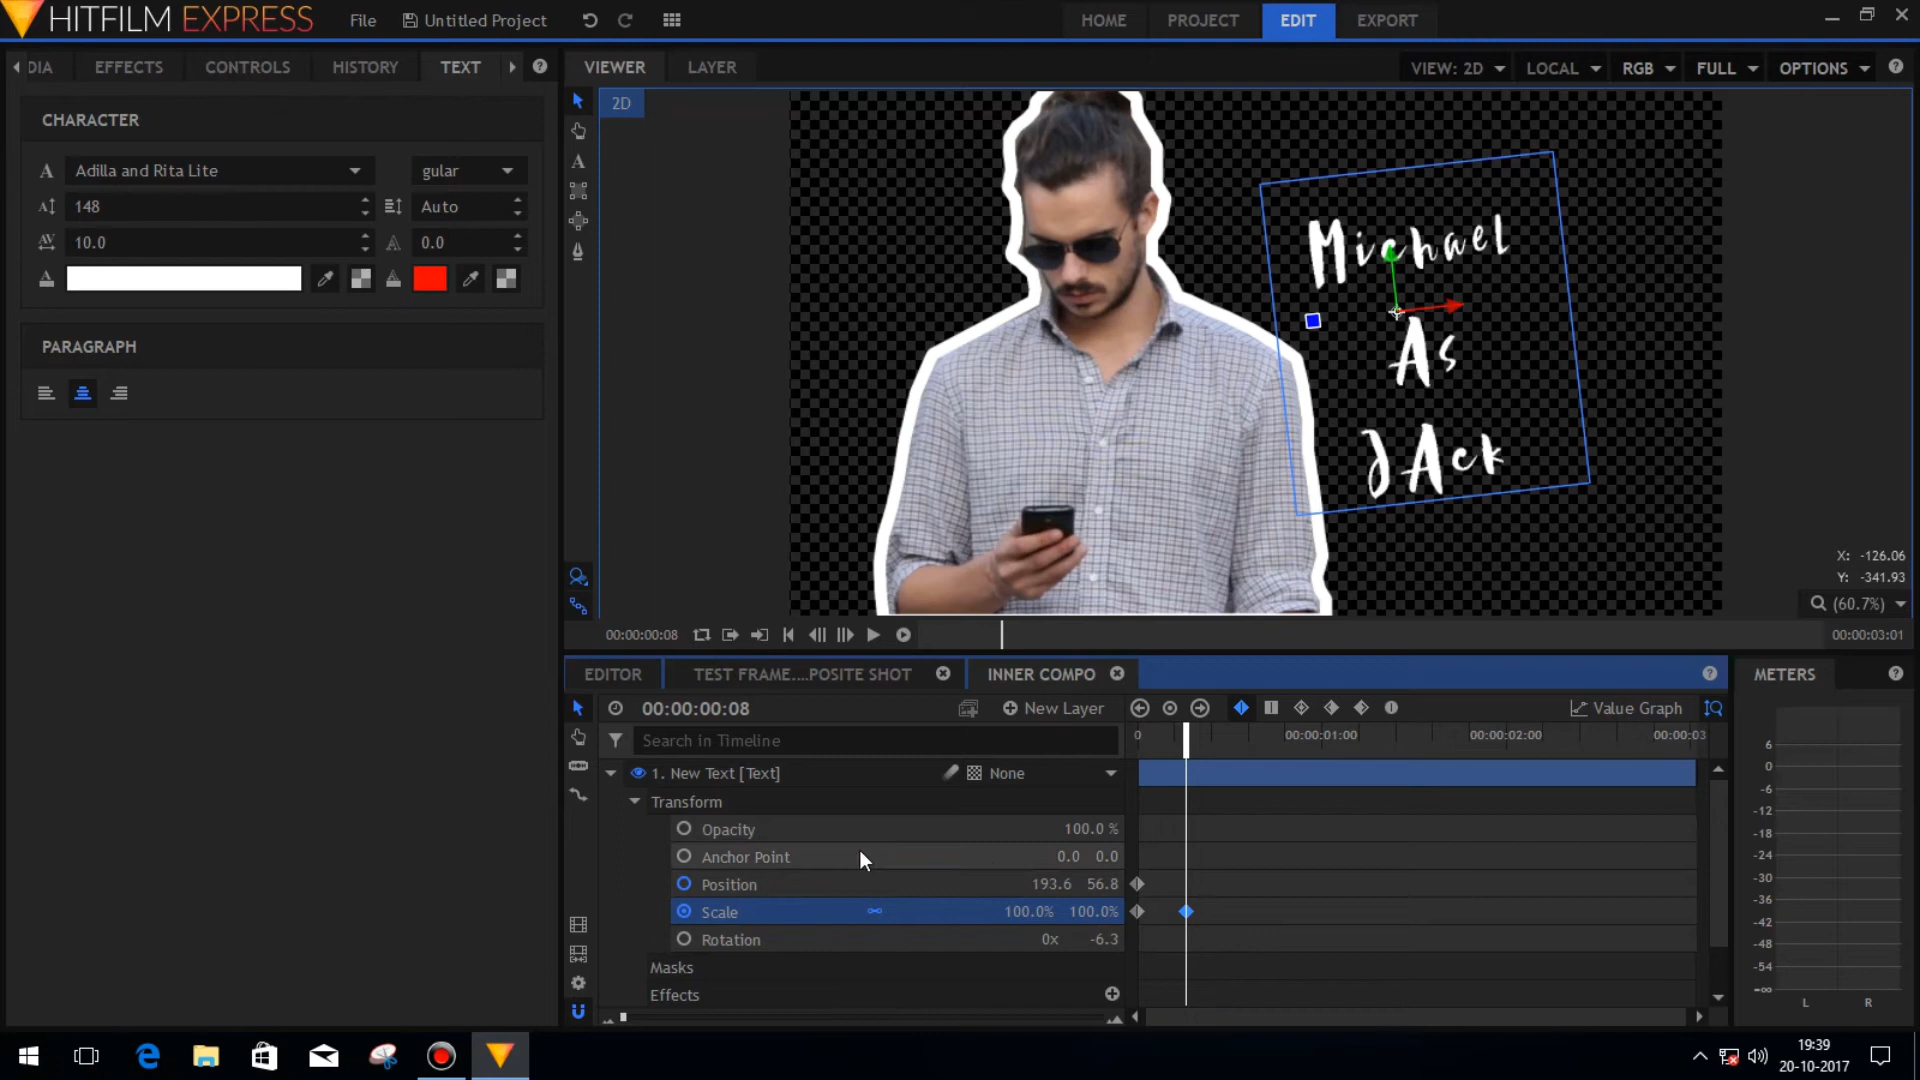 HITFILM EXPRESS
File
Untitled Project
HOME
PROJECT
EDIT
EXPORT
DIA
EFFECTS
CONTROLS
HISTORY
TEXT
VIEWER
LAYER
VIEW: 2D
LOCAL
RGB
FULL
OPTIONS
2D
CHARACTER
Adilla and Rita Lite
gular
148
Auto
10.0
0.0
PARAGRAPH
Michael
As
JAck
X: -126.06
Y: -341.93
(60.7%)
00:00:00:08
00:00:03:01
EDITOR
TEST FRAME....POSITE SHOT
INNER COMPO
METERS
00:00:00:08
New Layer
Value Graph
Search in Timeline
0
00:00:01:00
00:00:02:00
00:00:03
1. New Text [Text]
None
Transform
Opacity
100.0 %
Anchor Point
0.0 0.0
Position
193.6 56.8
Scale
100.0% 100.0%
Rotation
0x -6.3
Masks
Effects
6
0
-6
-12
-18
-24
-30
-36
-42
-48
-54
-∞
L R
19:39
20-10-2017